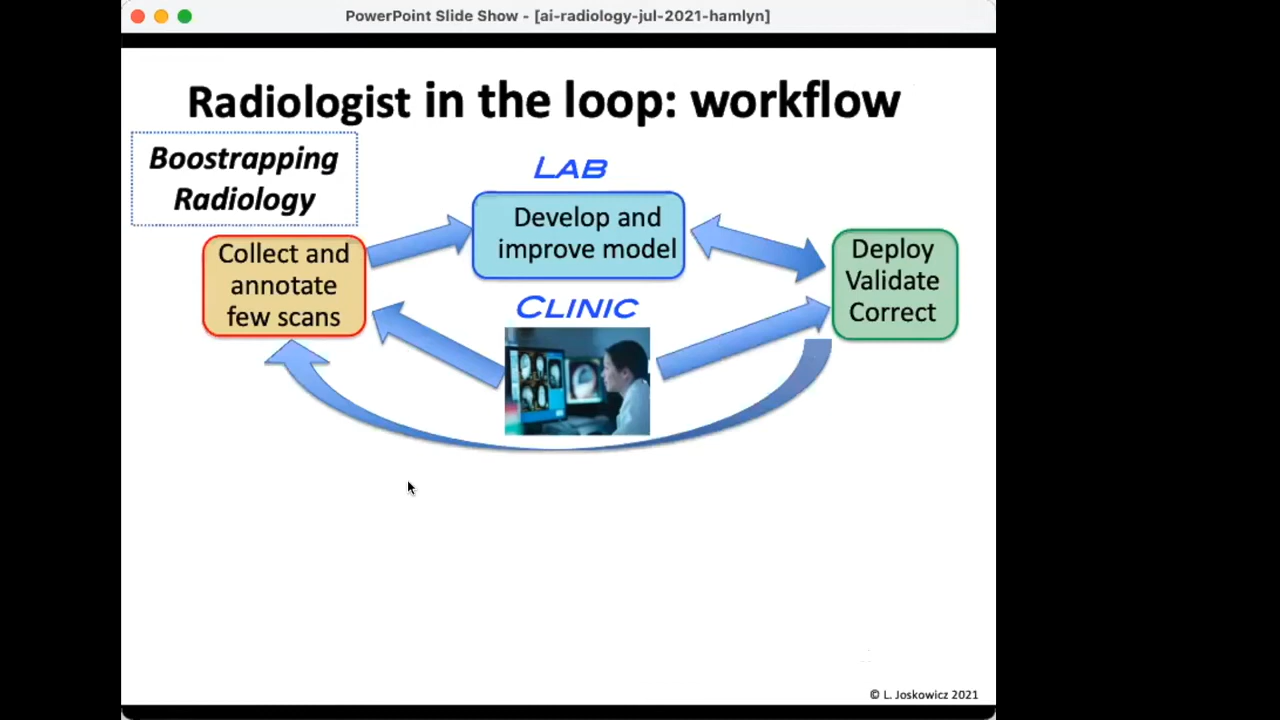 PowerPoint Slide Show - [ai-radiology-jul-2021-hamlyn]
Radiologist in the loop: workflow
Boostrapping
Radiology
LAB
Develop and
improve model
Collect and
annotate
few scans
Deploy
Validate
Correct
CLINIC
© L. Joskowicz 2021